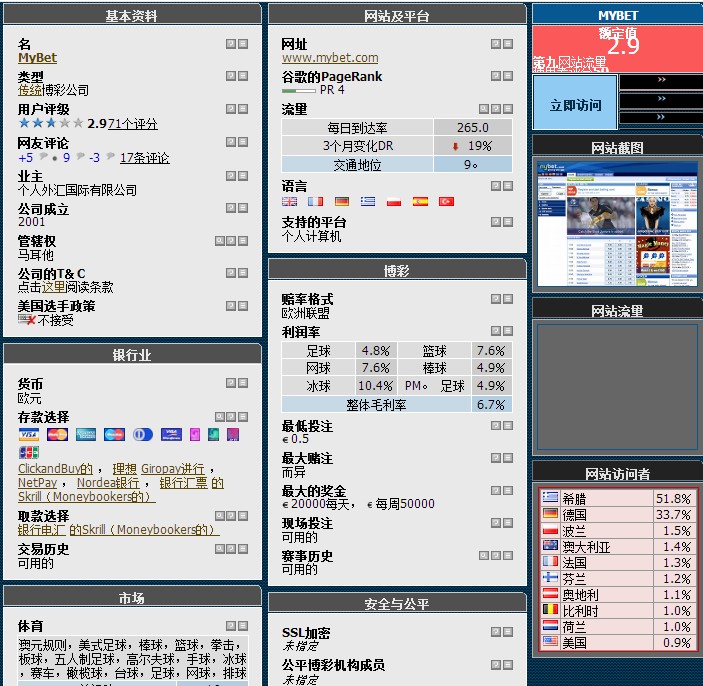 基本资料
名
MyBet
类型
传统博彩公司
用户评级
2.9 71个评分
网友评论
+5 9 -3 17条评论
业主
个人外汇国际有限公司
公司成立
2001
管辖权
马耳他
公司的T&C
点击这里阅读条款
美国选手政策
不接受
银行业
货币
欧元
存款选择
ClickandBuy的 ， 理想 Giropay进行 ，
NetPay ， Nordea银行 ， 银行汇票 的
Skrill（Moneybookers的）
取款选择
银行电汇 的Skrill（Moneybookers的）
交易历史
可用的
市场
体育
澳元规则，美式足球，棒球，篮球，拳击，
板球，五人制足球，高尔夫球，手球，冰球
，赛车，橄榄球，台球，足球，网球，排球
网站及平台
网址
www.mybet.com
谷歌的PageRank
PR 4
流量
每日到达率 265.0
3个月变化DR 19%
交通地位 9。
语言
支持的平台
个人计算机
博彩
赔率格式
欧洲联盟
利润率
足球 4.8% 篮球 7.6%
网球 7.6% 棒球 4.9%
冰球 10.4% PM。 足球 4.9%
整体毛利率 6.7%
最低投注
€0.5
最大赌注
而异
最大的奖金
€20000每天， €每周50000
现场投注
可用的
赛事历史
可用的
安全与公平
SSL加密
未指定
公平博彩机构成员
未指定
MYBET
额定值
2.9
第九网站流量
立即访问
››
››
››
网站截图
网站流量
网站访问者
希腊 51.8%
德国 33.7%
波兰 1.5%
澳大利亚 1.4%
法国 1.3%
芬兰 1.2%
奥地利 1.1%
比利时 1.0%
荷兰 1.0%
美国 0.9%